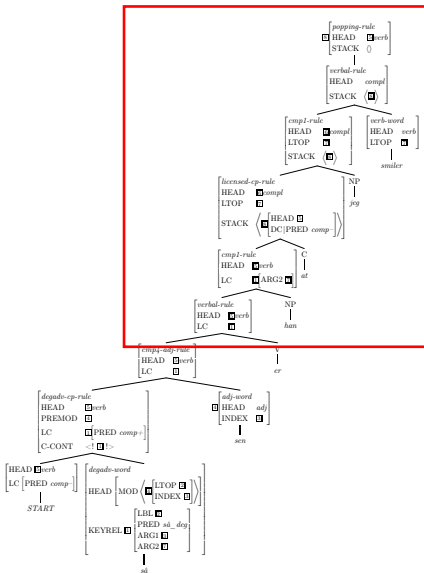 popping-rule
HEAD verb
STACK ⟨⟩
verbal-rule
HEAD compl
STACK
cmp1-rule
HEAD compl
LTOP
STACK
verb-word
HEAD verb
LTOP
smiler
licensed-cp-rule
HEAD compl
LTOP
STACK HEAD
DC|PRED comp-
NP
jeg
cmp1-rule
HEAD verb
LC ARG2
C
at
verbal-rule
HEAD verb
LC
NP
han
cmp4-adj-rule
HEAD verb
LC
V
er
degadv-cp-rule
HEAD verb
PREMOD
LC PRED comp+
C-CONT <! !>
adj-word
HEAD adj
INDEX
sen
HEAD verb
LC PRED comp-
START
degadv-word
HEAD MOD LTOP
INDEX
KEYREL LBL
PRED så_deg
ARG1
ARG2
så